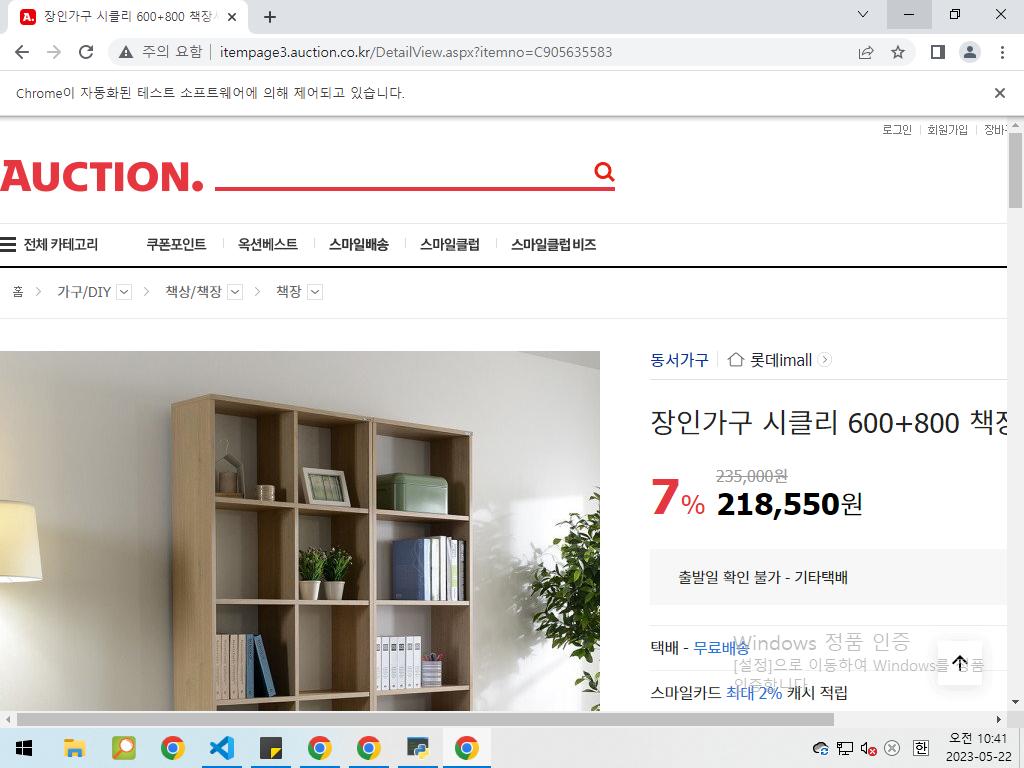 장인가구 시클리 600+800 책장
주의 요함
itempage3.auction.co.kr/DetailView.aspx?itemno=C905635583
Chrome이 자동화된 테스트 소프트웨어에 의해 제어되고 있습니다.
로그인 회원가입 장바
AUCTION.
전체 카테고리 쿠폰포인트 옥션베스트 스마일배송 스마일클럽 스마일클럽 비즈
홈 가구/DIY 책상/책장 책장
동서가구 롯데imall
장인가구 시클리 600+800 책장
235,000원
7% 218,550원
출발일 확인 불가 - 기타택배
택배 - 무료배송
Windows 정품 인증
[설정]으로 이동하여 Windows를 정품
인증합니다.
스마일카드 최대 2% 캐시 적립
한
오전 10:41
2023-05-22